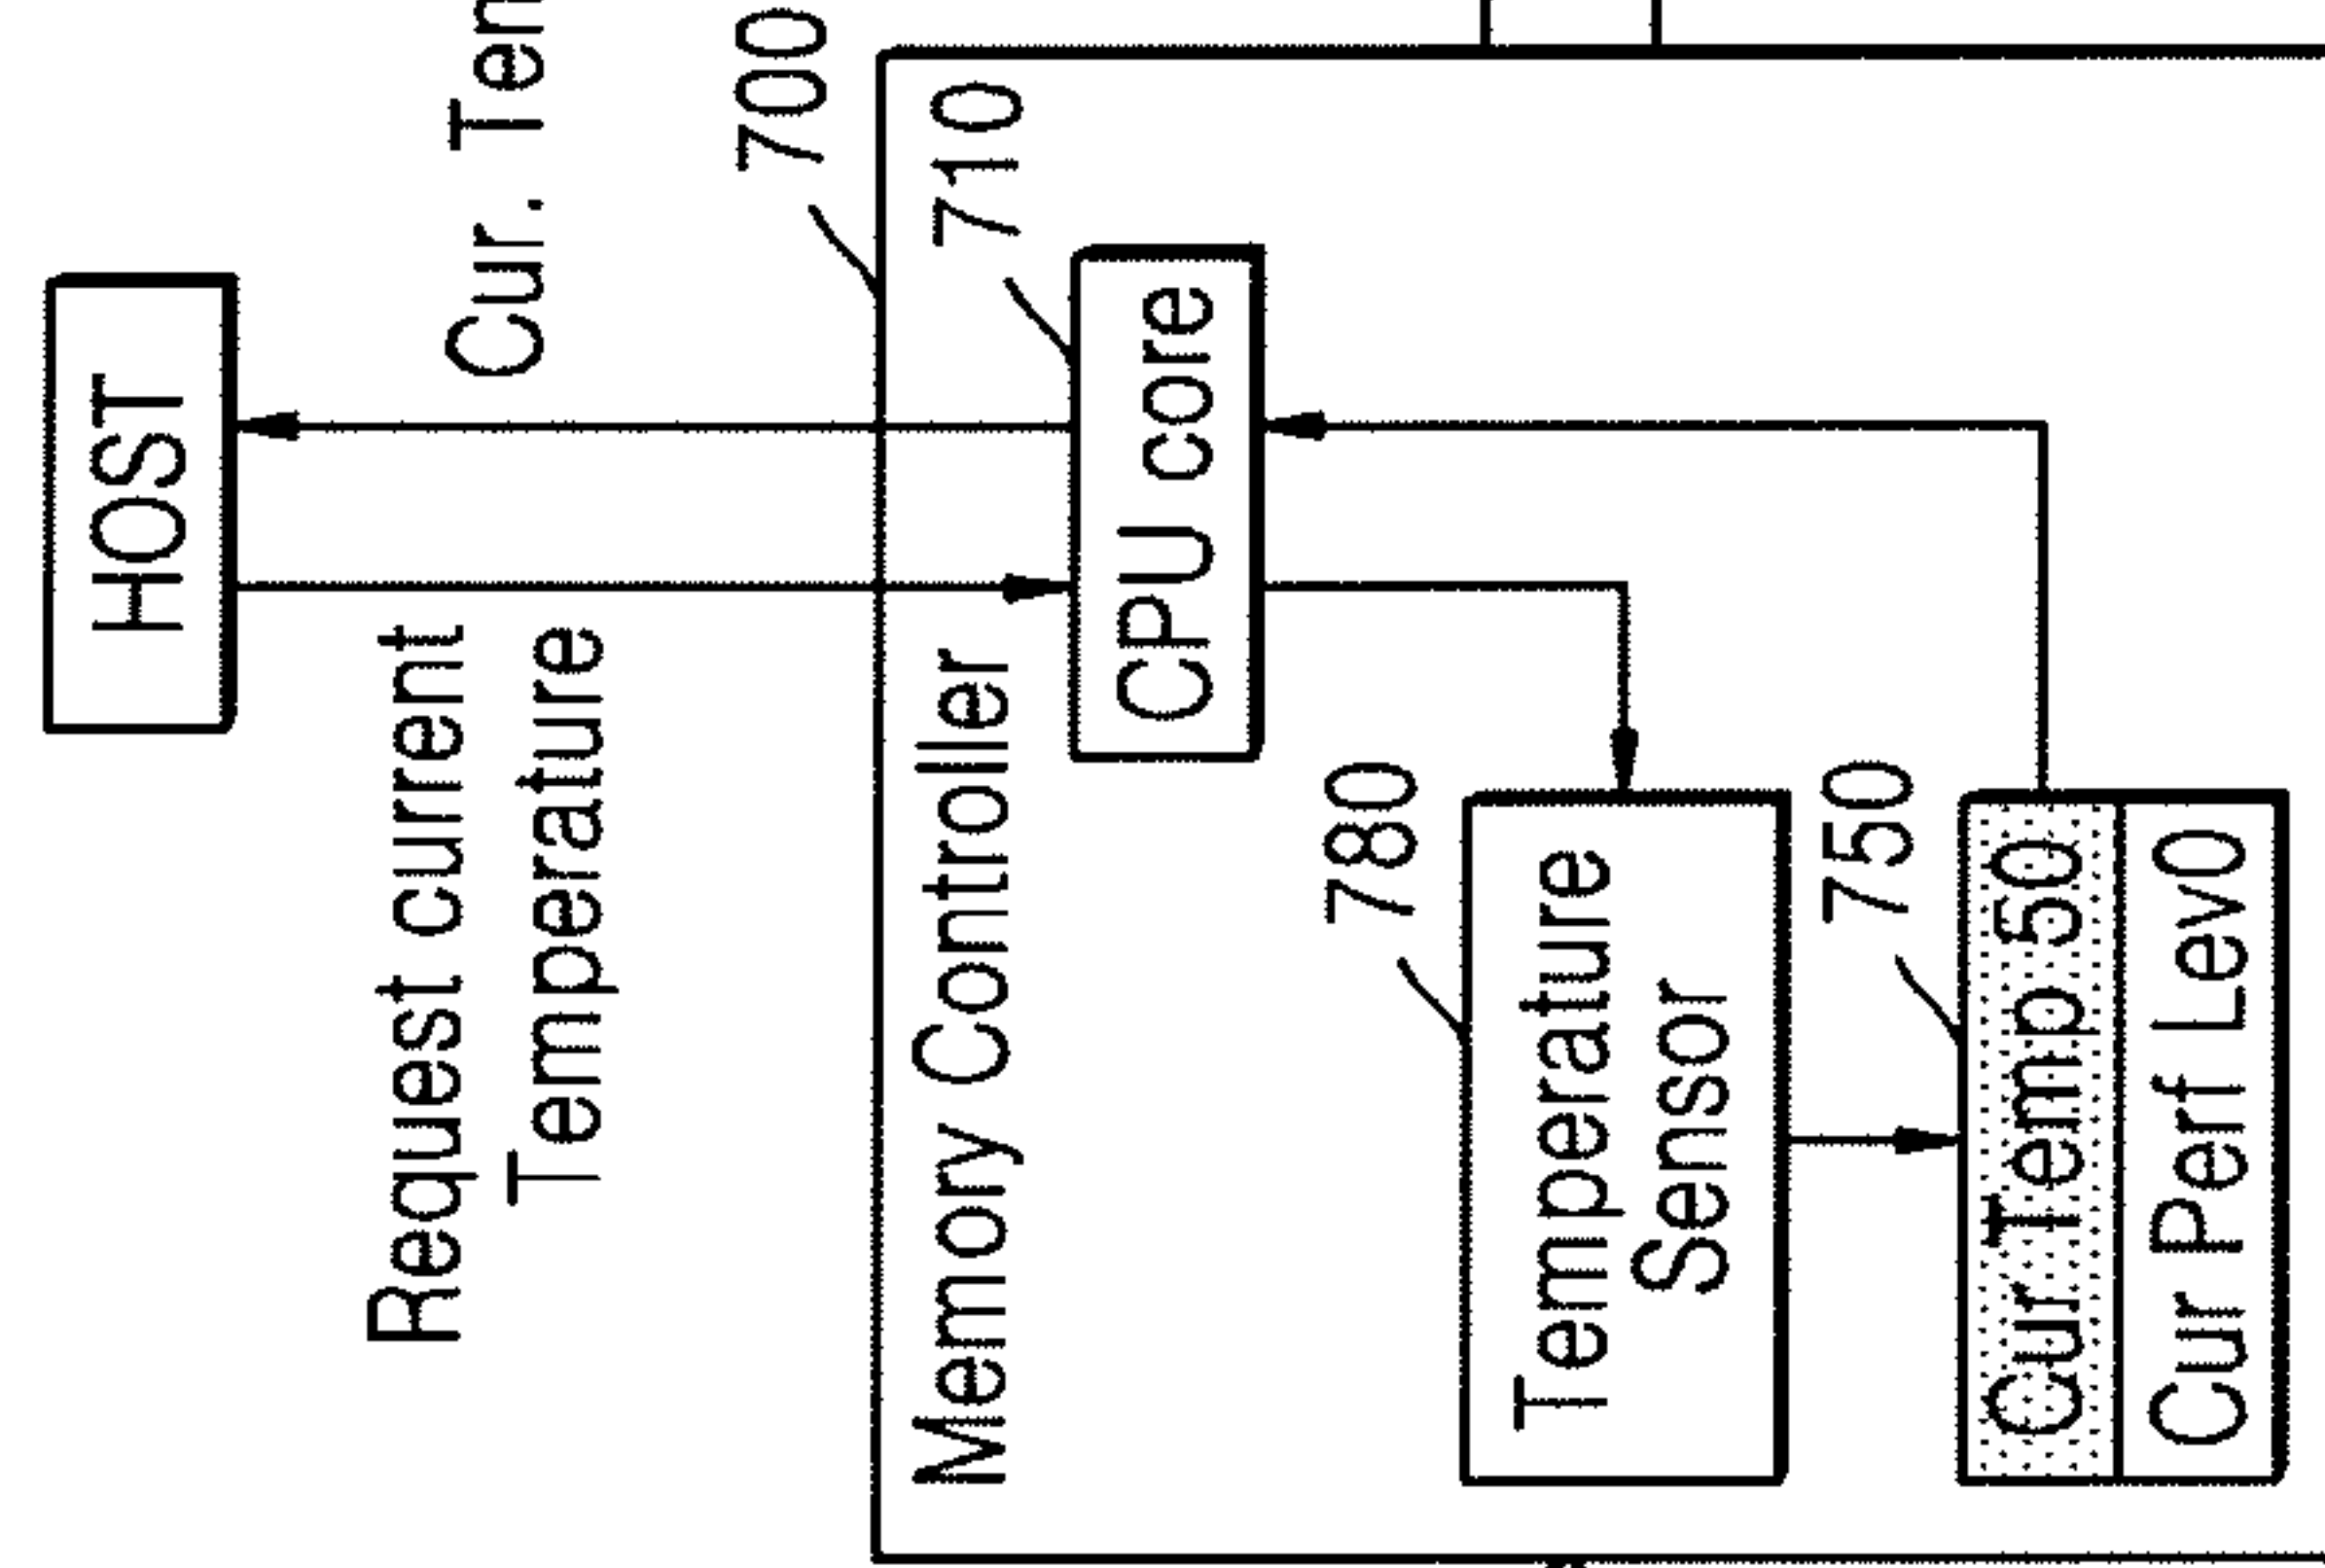 HOST
Request current
Temperature
Cur.
700
Memory Controller
710
CPU core
780
Temperature
Sensor
750
Cur Temp 50
Cur Perf Lev0